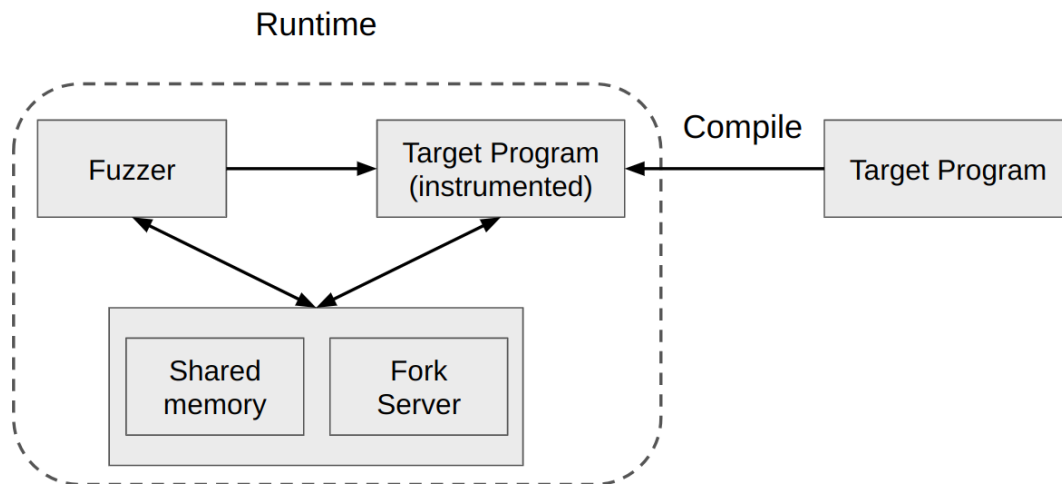 Runtime
Fuzzer
Target Program
(instrumented)
Compile
Target Program
Shared
memory
Fork
Server